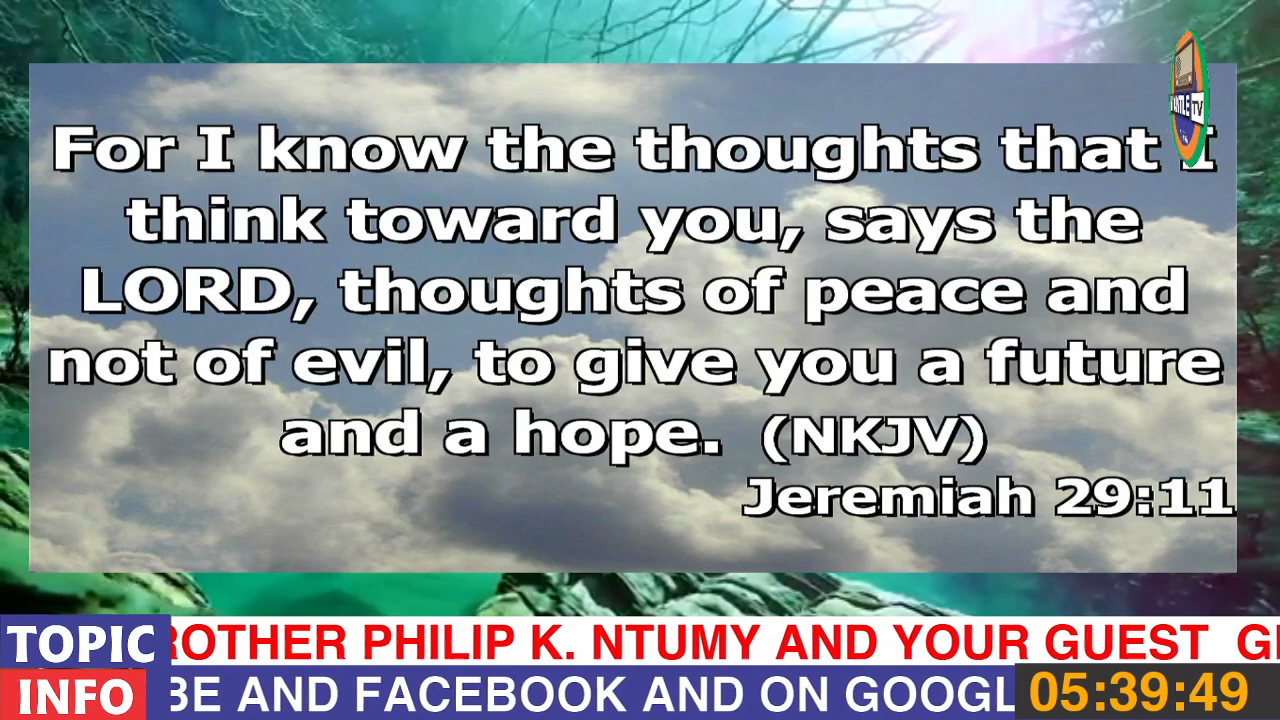 For I know the thoughts that I
think toward you, says the
LORD, thoughts of peace and
not of evil, to give you a future
and a hope. (NKJV)
Jeremiah 29:11
TOPIC ROTHER PHILIP K. NTUMY AND YOUR GUEST
INFO BE AND FACEBOOK AND ON GOOGL 05:39:49